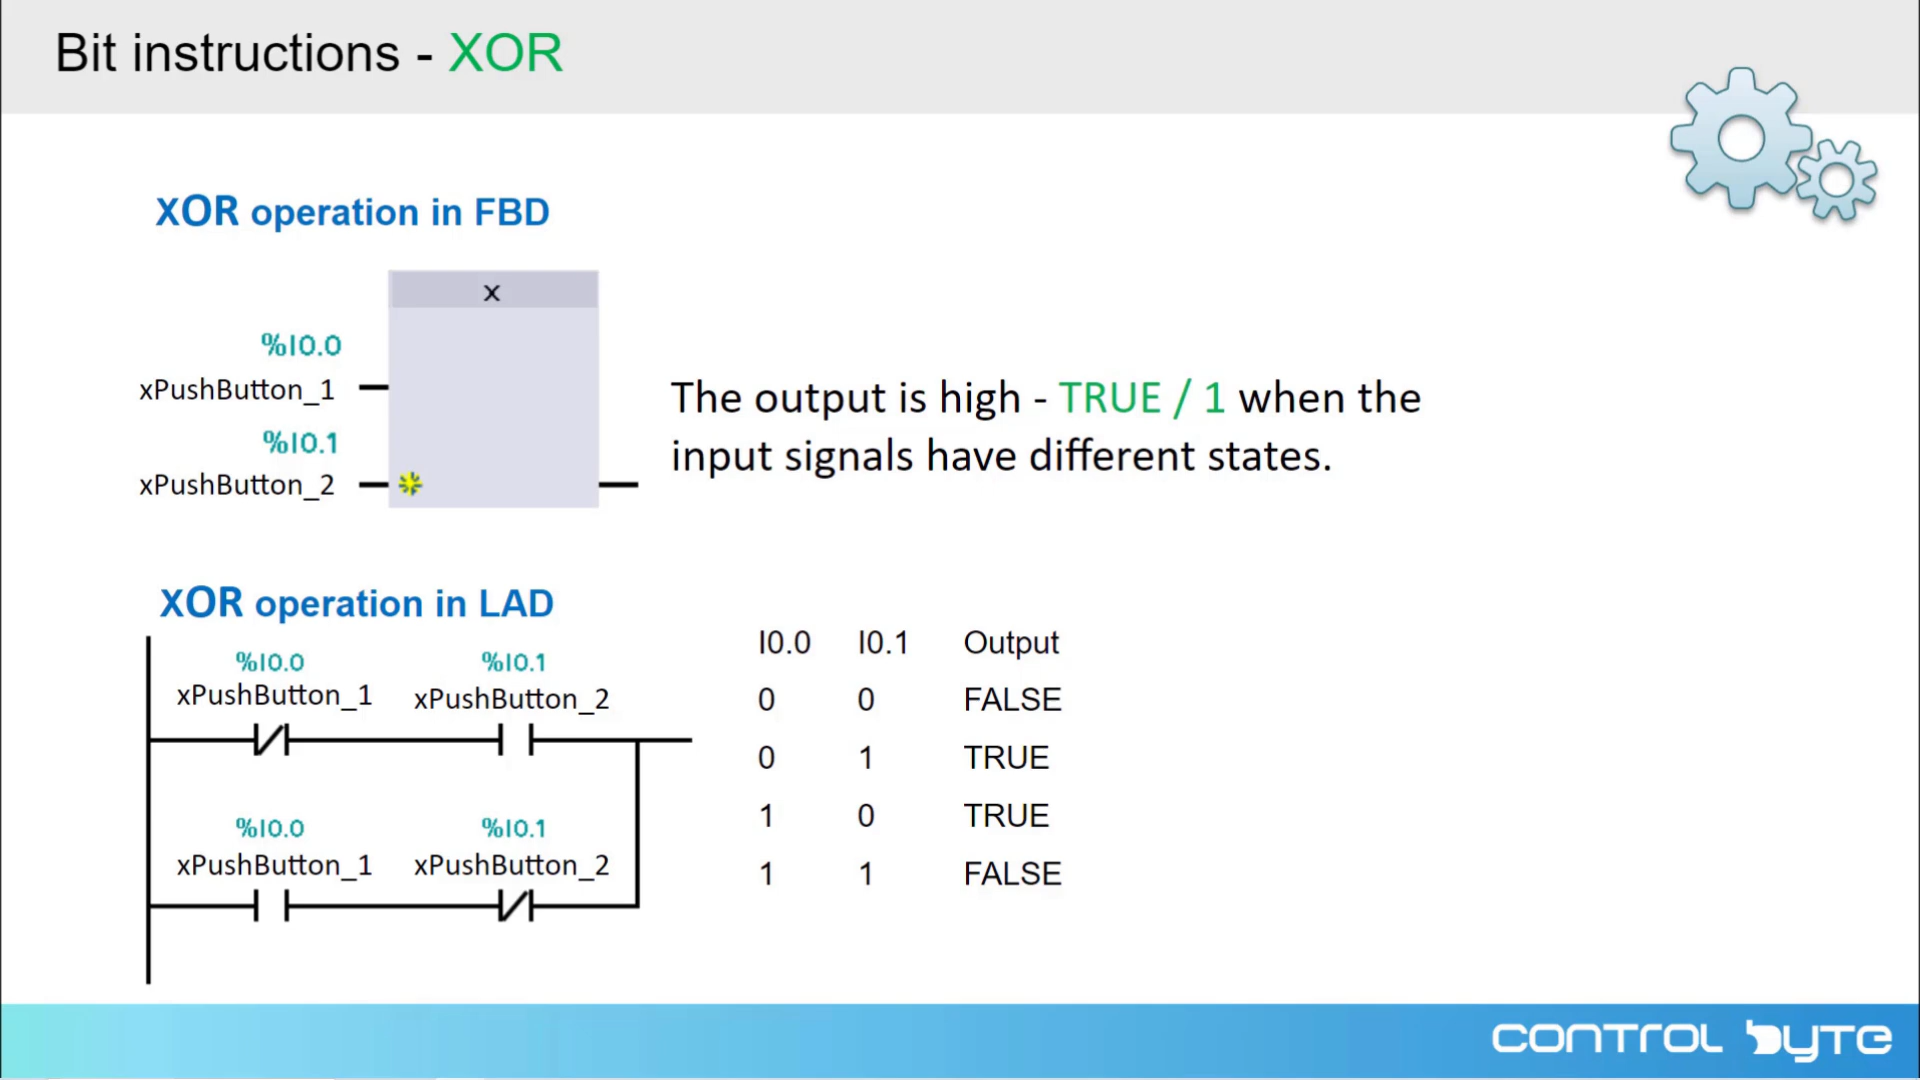 Bit instructions - XOR
XOR operation in FBD
x
%I0.0
xPushButton_1
%I0.1
xPushButton_2
The output is high - TRUE / 1 when the
input signals have different states.
XOR operation in LAD
%I0.0 %I0.1
xPushButton_1 xPushButton_2
%I0.0 %I0.1
xPushButton_1 xPushButton_2
I0.0 I0.1 Output
0 0 FALSE
0 1 TRUE
1 0 TRUE
1 1 FALSE
CONTROL BYTE